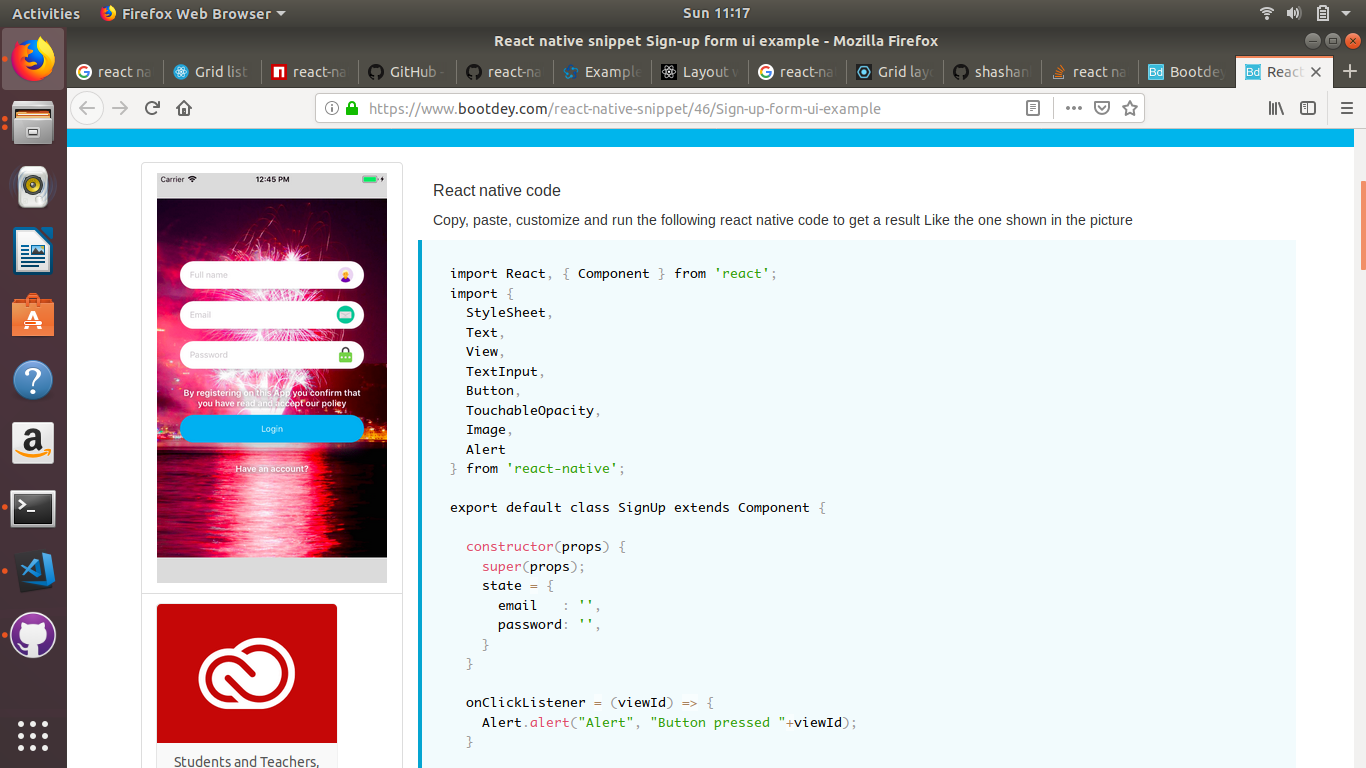 Activities Firefox Web Browser Sun 11:17
React native snippet Sign-up form ui example - Mozilla Firefox
react na Grid list react-na GitHub - react-na Example Layout react-na Grid lay shashan react na Bootdey React
https://www.bootdey.com/react-native-snippet/46/Sign-up-form-ui-example
Carrier 12:45 PM
Full name
Email
Password
By registering on this App you confirm that
you have read and accept our policy
Login
Have an account?
Students and Teachers,
React native code
Copy, paste, customize and run the following react native code to get a result Like the one shown in the picture
import React, { Component } from 'react';
import {
StyleSheet,
Text,
View,
TextInput,
Button,
TouchableOpacity,
Image,
Alert
} from 'react-native';
export default class SignUp extends Component {
constructor(props) {
super(props);
state = {
email   : '',
password: '',
}
}
onClickListener = (viewId) => {
Alert.alert("Alert", "Button pressed "+viewId);
}